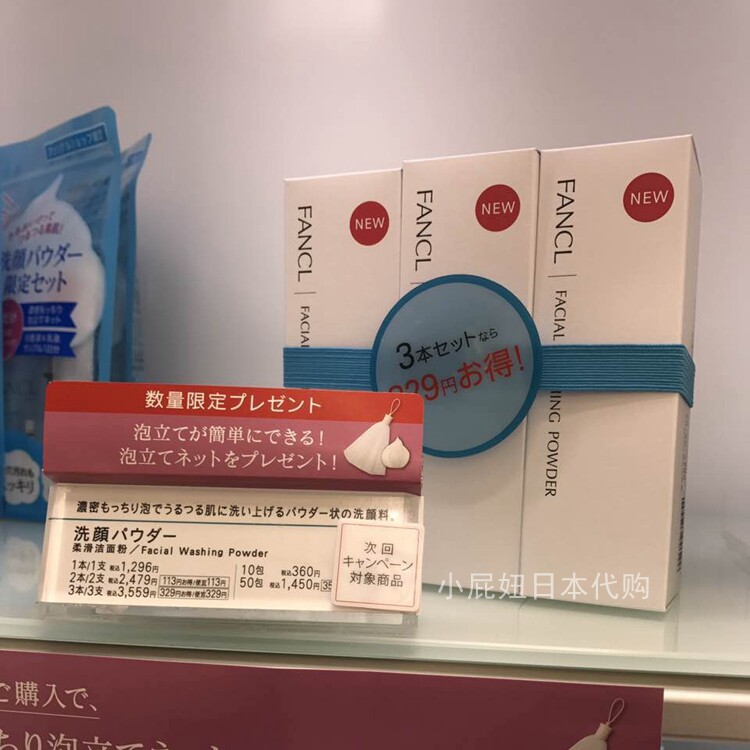 洗顔パウダー
限定セット
FANCL
FACIAL
NEW
FANCL
NEW
FANCL
FACIAL
WASHING POWDER
NEW
3本セットなら
329円お得!
数量限定プレゼント
泡立てが簡単にできる!
泡立てネットをプレゼント!
濃密もっちり泡でうるつる肌に洗い上げるパウダー状の洗顔料。
洗顔パウダー
柔滑洁面粉/Facial Washing Powder
1本/1支 税込1,296円 10包 税込360円
2本/2支 税込2,479円 113円お得/便宜113円 50包 税込1,450円 35
3本/3支 税込3,559円 329円お得/便宜329円
次回
キャンペーン
対象商品
小屁妞日本代购
ご購入で、